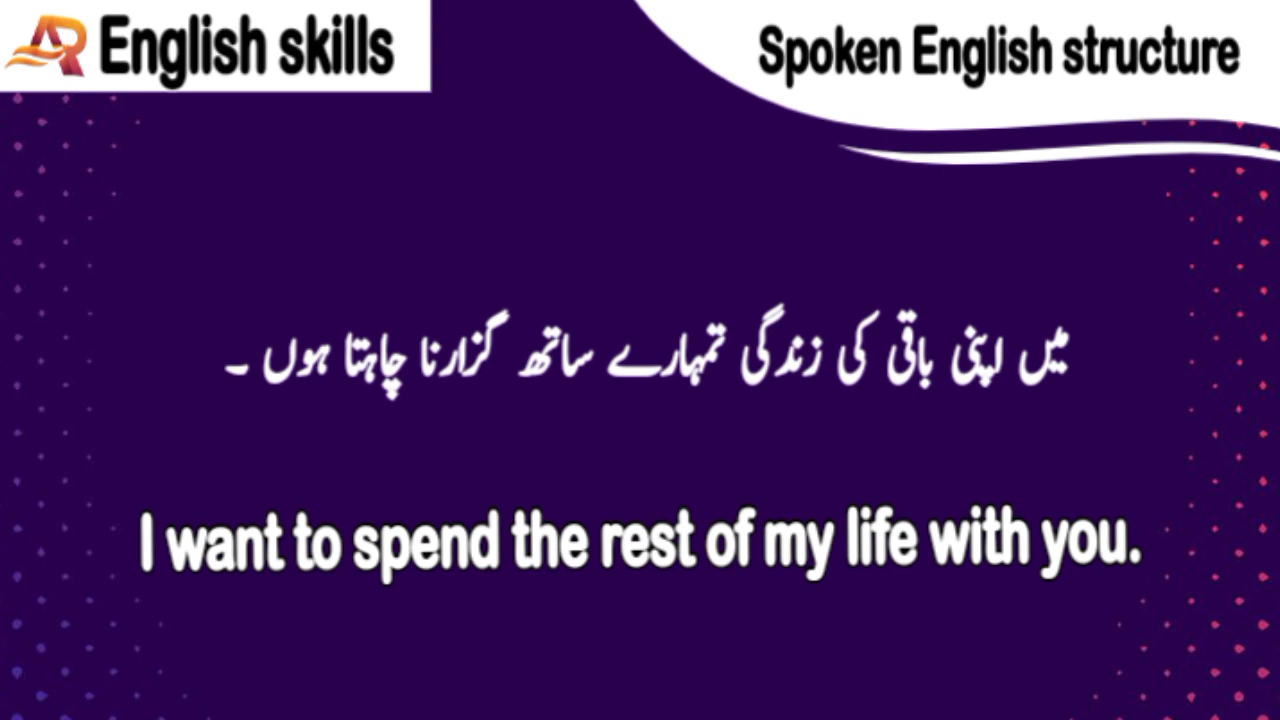 AR English skills
Spoken English structure
میں اپنی باقی کی زندگی تمہارے ساتھ گزارنا چاہتا ہوں ۔
I want to spend the rest of my life with you.